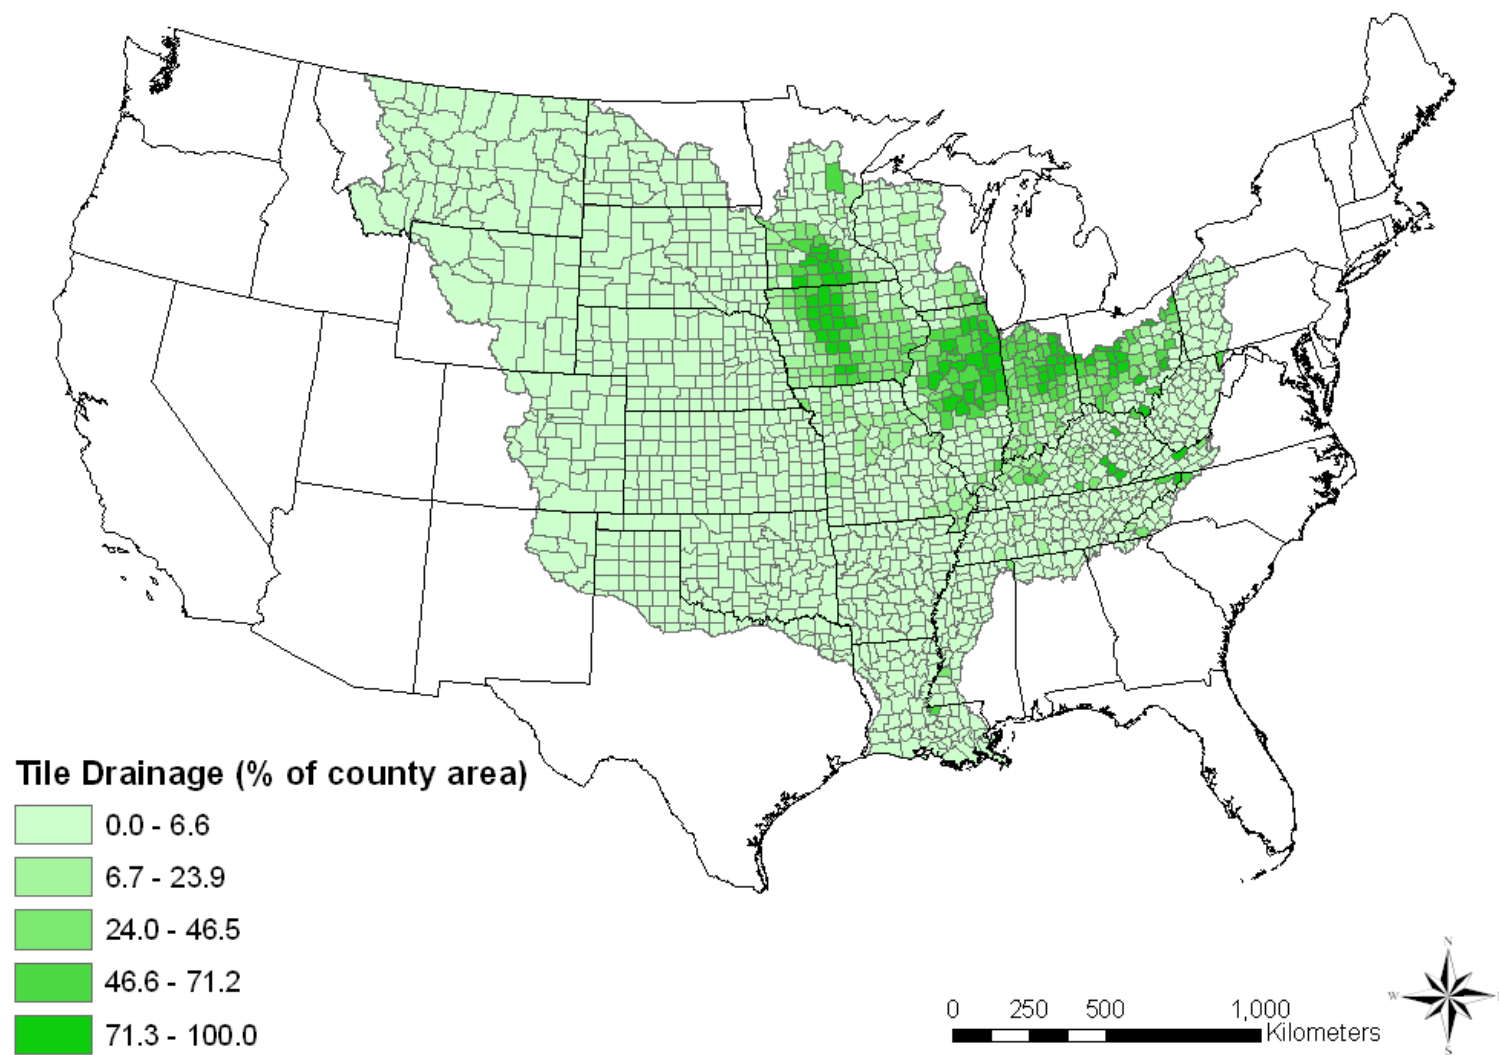 Tile Drainage (% of county area)
0.0 - 6.6
6.7 - 23.9
24.0 - 46.5
46.6 - 71.2
71.3 - 100.0
0 250 500 1,000
Kilometers
N
W
S